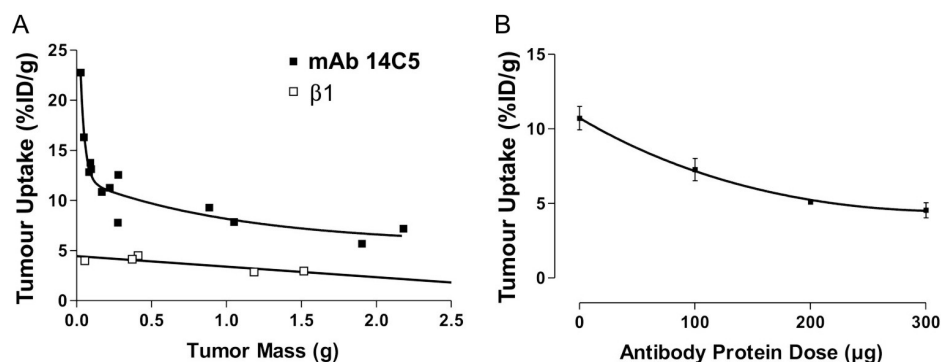 A
Tumour Uptake (%ID/g)
25
20
15
10
5
0
0.0 0.5 1.0 1.5 2.0 2.5
Tumor Mass (g)
mAb 14C5
β1
B
Tumour Uptake (%ID/g)
15
10
5
0
0 100 200 300
Antibody Protein Dose (µg)